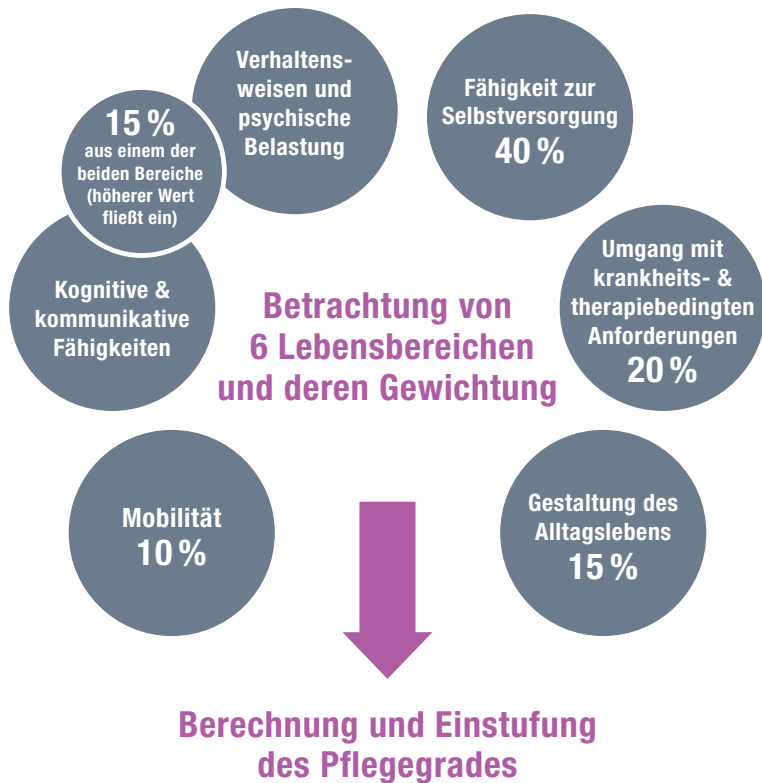 Verhaltens-
weisen und
psychische
Belastung
Fähigkeit zur
Selbstversorgung
40 %
15 %
aus einem der
beiden Bereiche
(höherer Wert
fließt ein)
Umgang mit
krankheits- &
therapiebedingten
Anforderungen
20 %
Kognitive &
kommunikative
Fähigkeiten
Betrachtung von
6 Lebensbereichen
und deren Gewichtung
Mobilität
10 %
Gestaltung des
Alltagslebens
15 %
Berechnung und Einstufung
des Pflegegrades